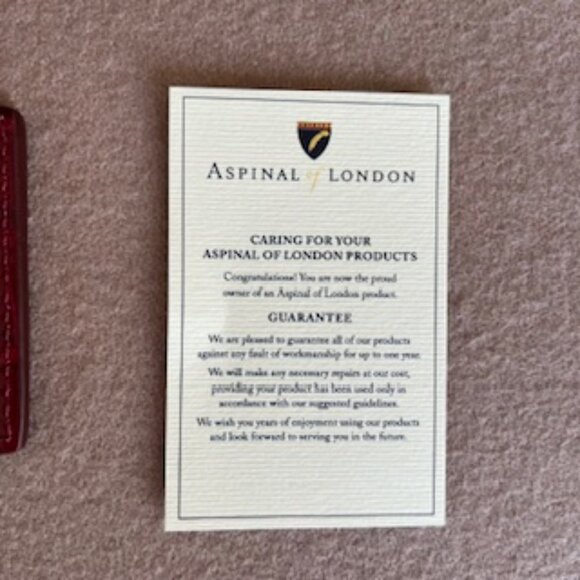 ASPINAL of LONDON
CARING FOR YOUR
ASPINAL OF LONDON PRODUCTS
Congratulations! You are now the proud
owner of an Aspinal of London product.
GUARANTEE
We are pleased to guarantee all of our products
against any fault of workmanship for up to one year.
We will make any necessary repairs at our cost,
providing your product has been used only in
accordance with our suggested guidelines.
We wish you years of enjoyment using our products
and look forward to serving you in the future.